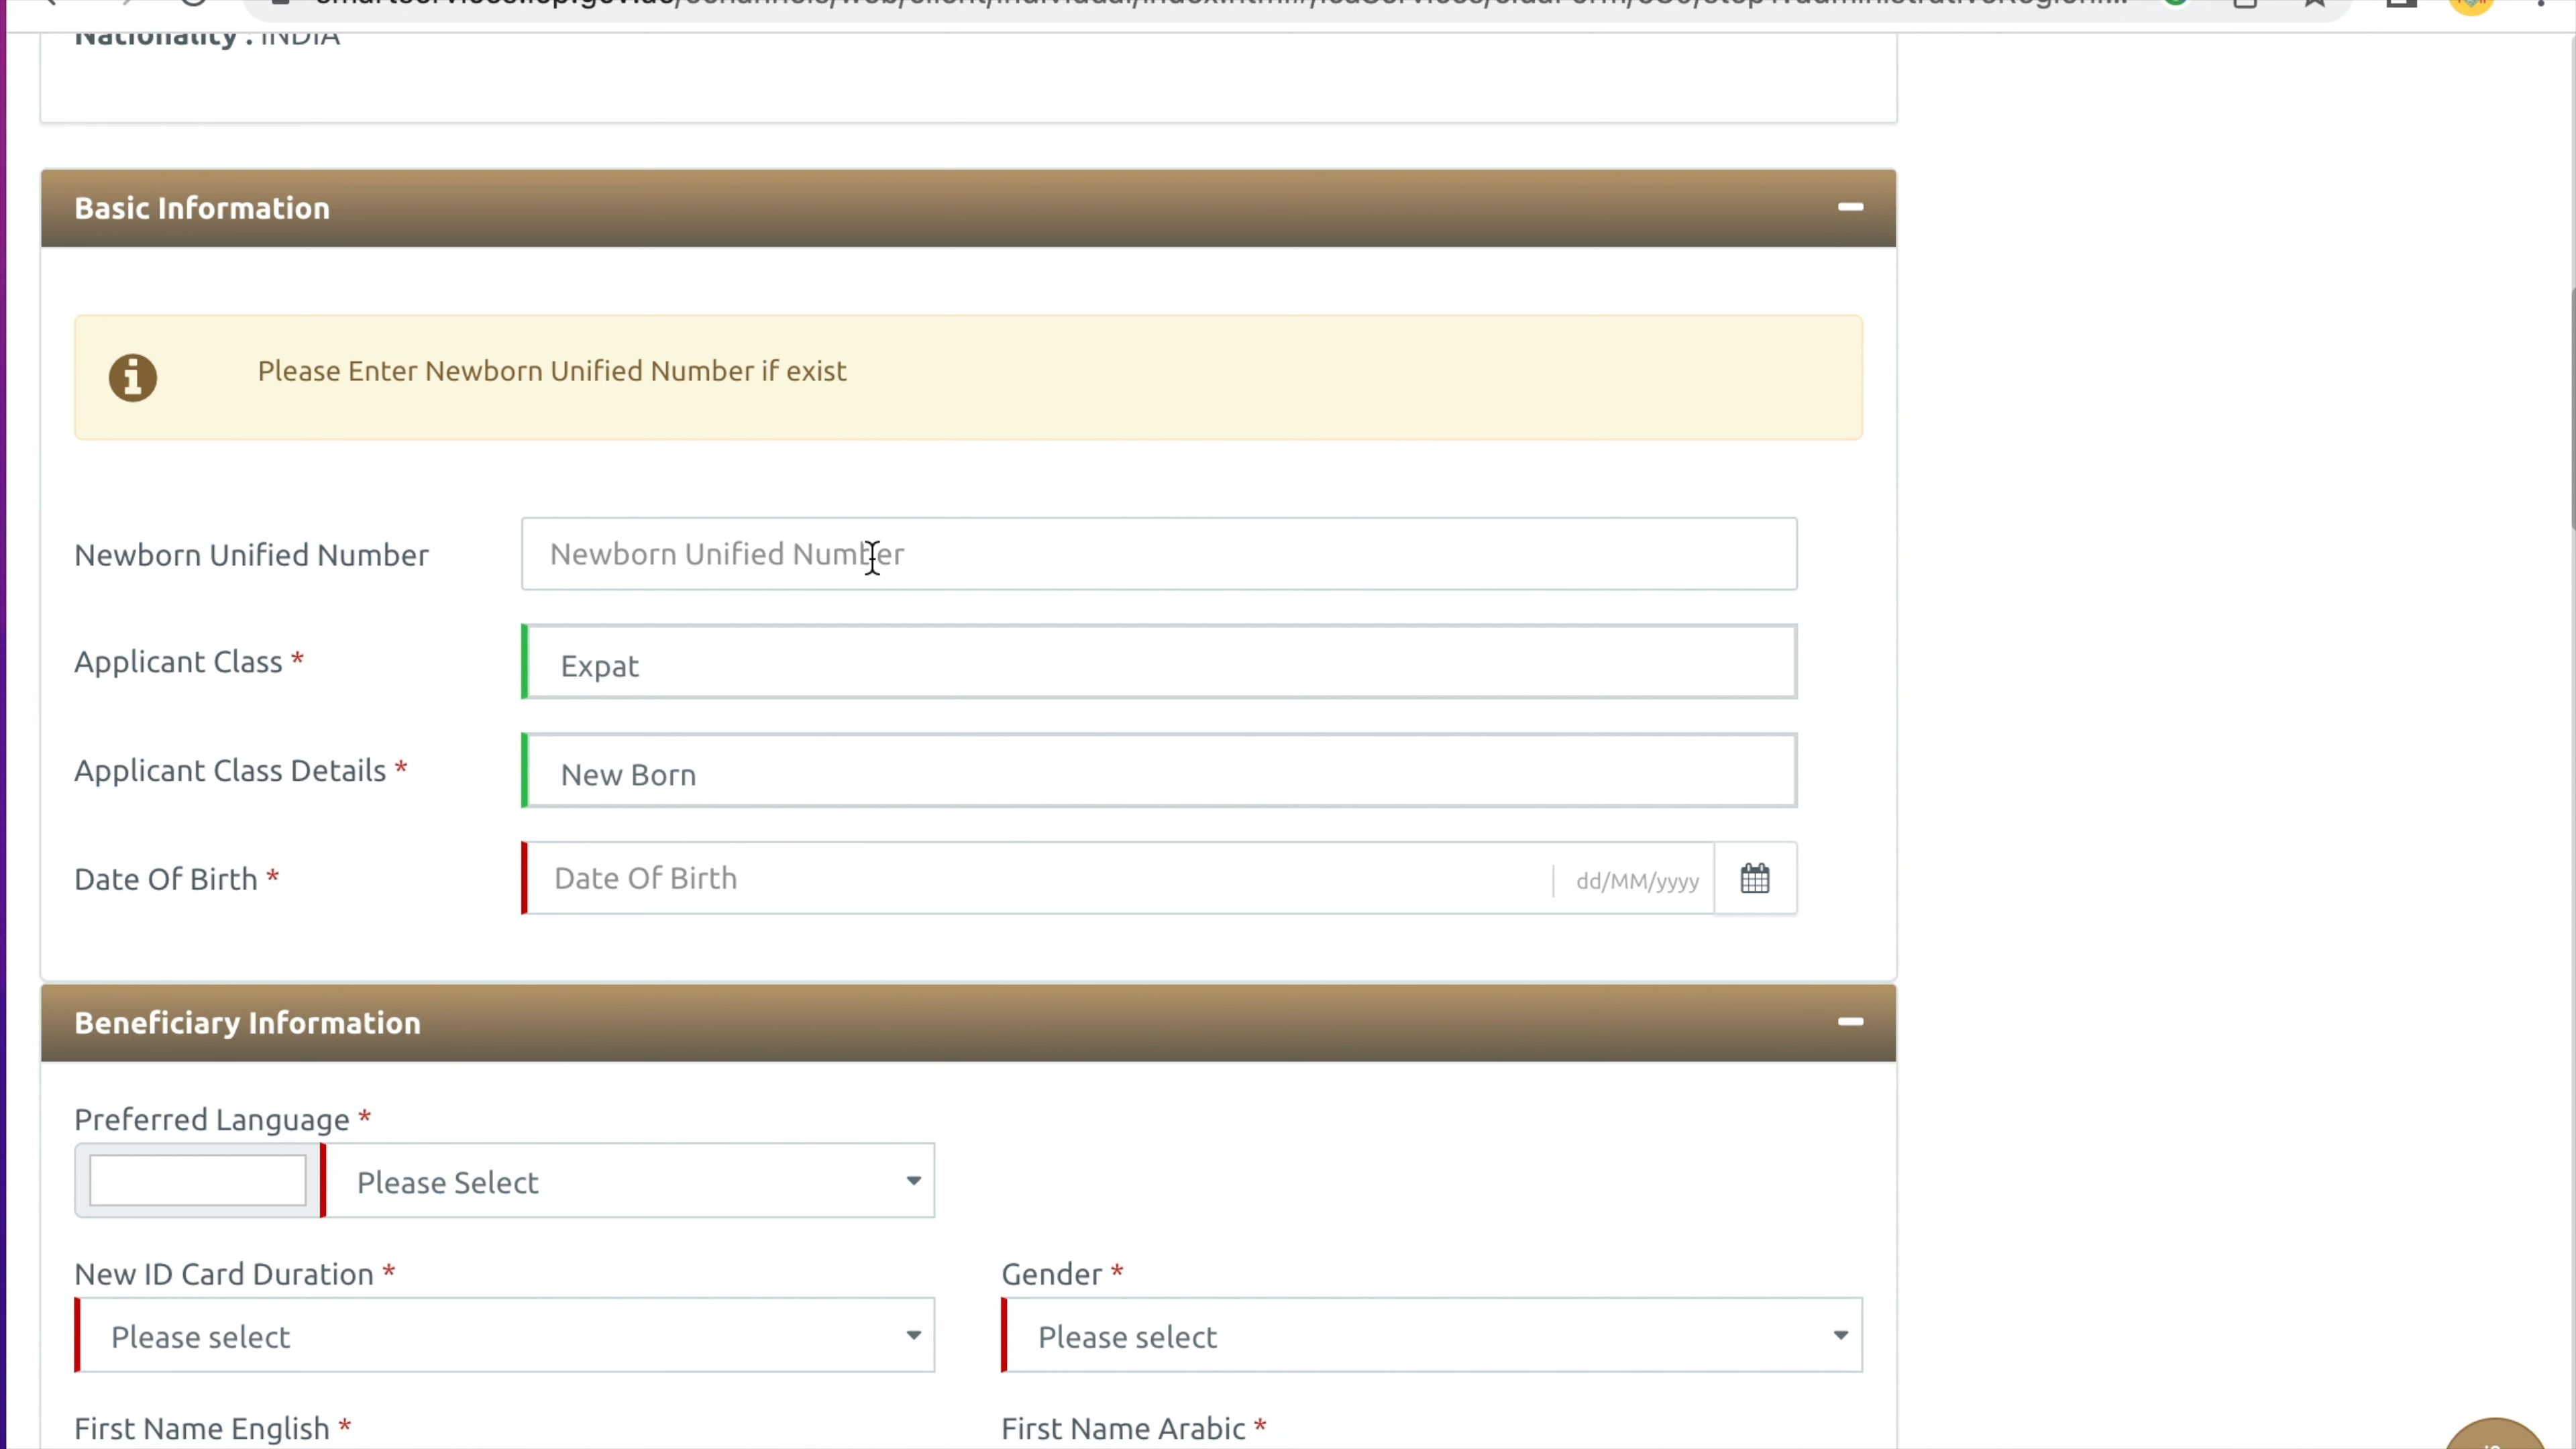 Nationality : INDIA
Basic Information
Please Enter Newborn Unified Number if exist
Newborn Unified Number
Newborn Unified Number
Applicant Class *
Expat
Applicant Class Details *
New Born
Date Of Birth *
Date Of Birth
dd/MM/yyyy
Beneficiary Information
Preferred Language *
Please Select
New ID Card Duration *
Gender *
Please select
Please select
First Name English *
First Name Arabic *